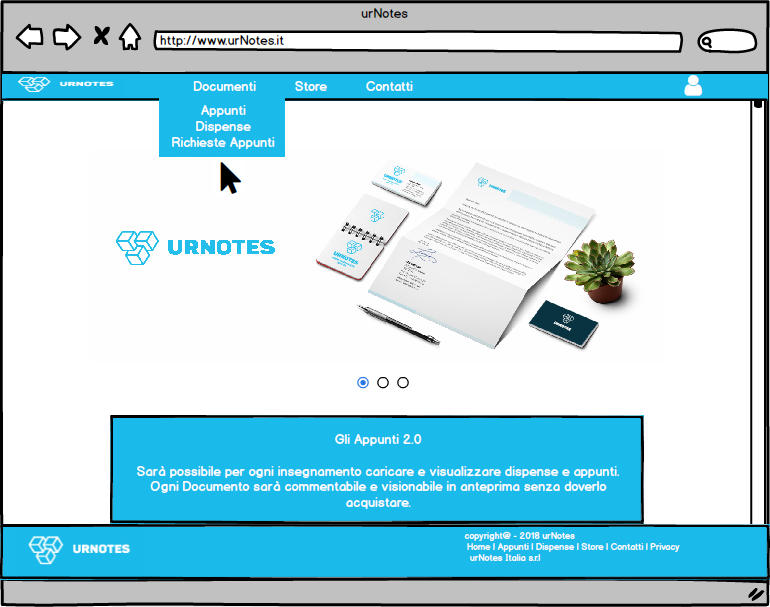 urNotes
http://www.urNotes.it
URNOTES
Documenti
Store
Contatti
Appunti
Dispense
Richieste Appunti
URNOTES
Gli Appunti 2.0
Sarà possibile per ogni insegnamento caricare e visualizzare dispense e appunti.
Ogni Documento sarà commentabile e visionabile in anteprima senza doverlo
acquistare.
URNOTES
copyright@ - 2018 urNotes
Home | Appunti | Dispense | Store | Contatti | Privacy
urNotes Italia s.r.l